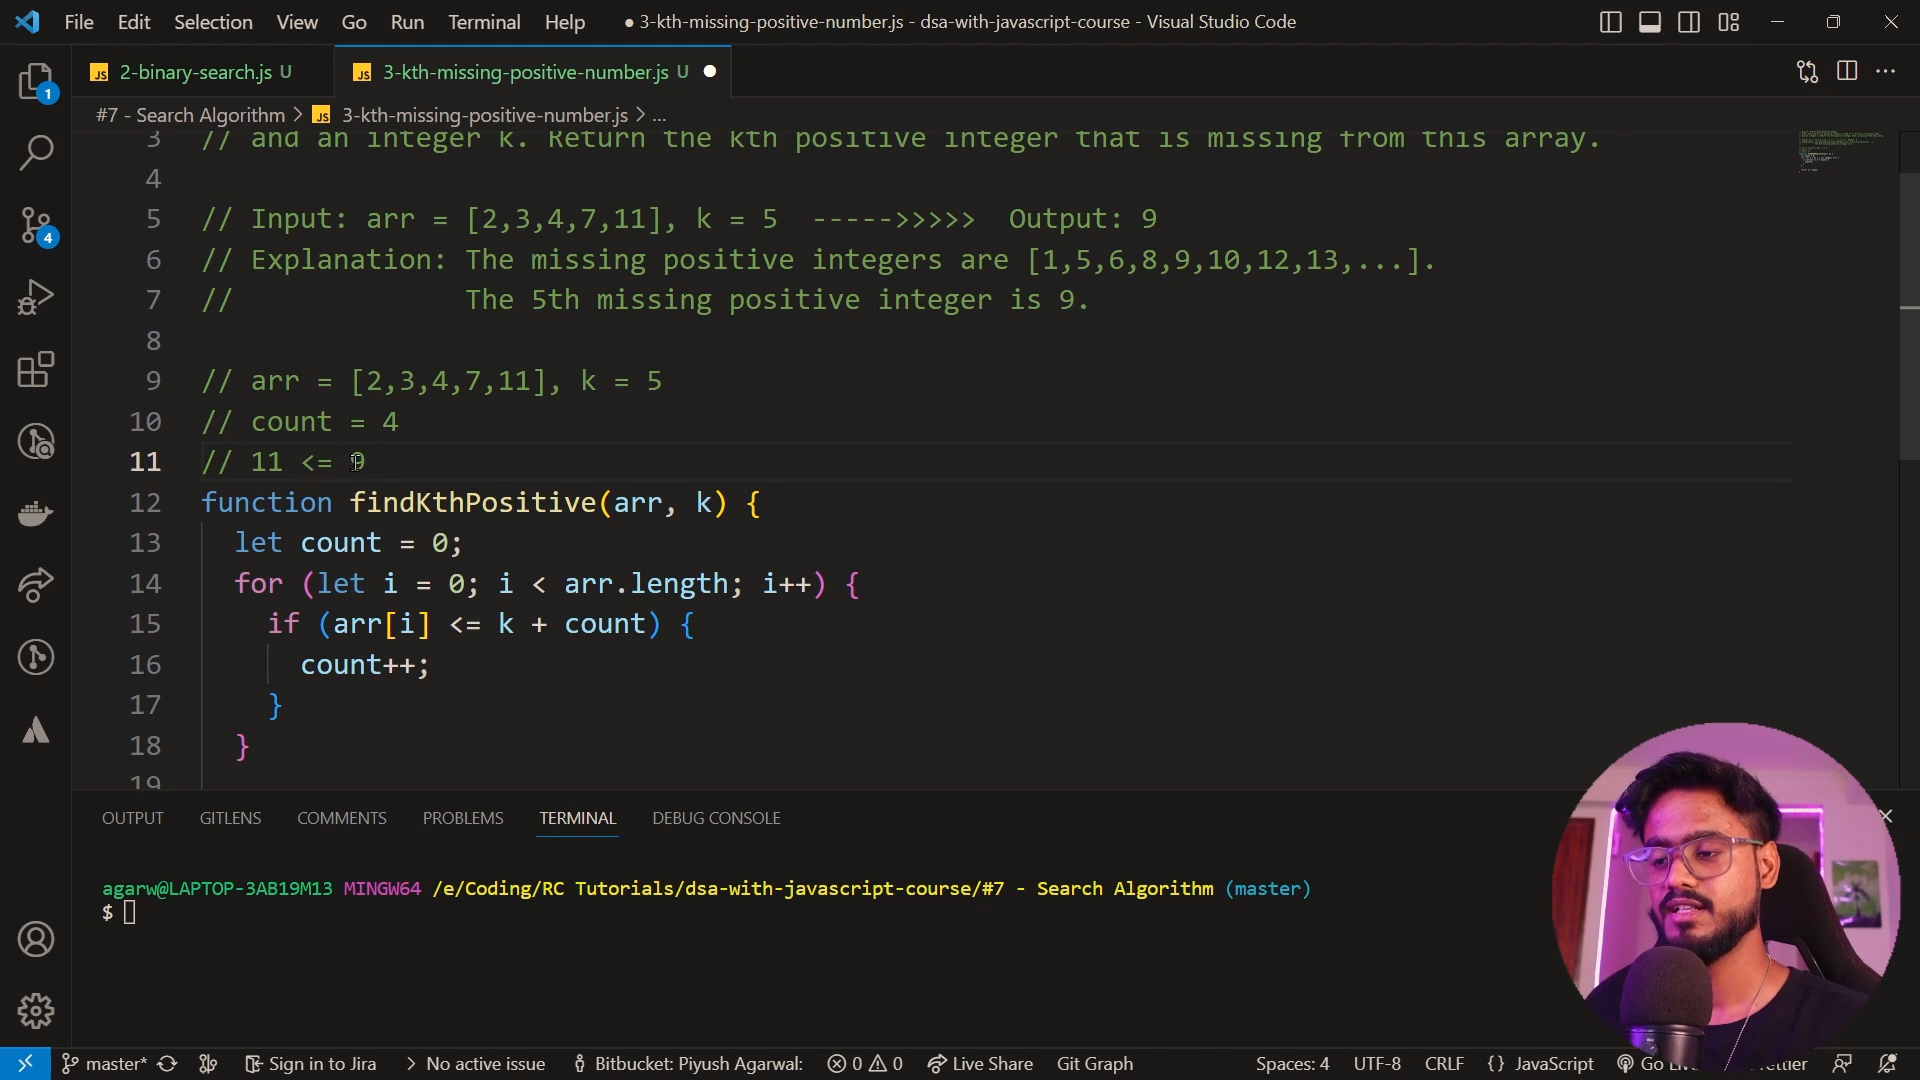 File Edit Selection View Go Run Terminal Help ● 3-kth-missing-positive-number.js - dsa-with-javascript-course - Visual Studio Code
JS 2-binary-search.js U JS 3-kth-missing-positive-number.js U
#7 - Search Algorithm > JS 3-kth-missing-positive-number.js > ...
1
4
3 // and an integer k. Return the kth positive integer that is missing from this array.
4
5 // Input: arr = [2,3,4,7,11], k = 5 ----->>>>> Output: 9
6 // Explanation: The missing positive integers are [1,5,6,8,9,10,12,13,...].
7 // The 5th missing positive integer is 9.
8
9 // arr = [2,3,4,7,11], k = 5
10 // count = 4
11 // 11 <= 9
12 function findKthPositive(arr, k) {
13 let count = 0;
14 for (let i = 0; i < arr.length; i++) {
15 if (arr[i] <= k + count) {
16 count++;
17 }
18 }
19
OUTPUT GITLENS COMMENTS PROBLEMS TERMINAL DEBUG CONSOLE
agarw@LAPTOP-3AB19M13 MINGW64 /e/Coding/RC Tutorials/dsa-with-javascript-course/#7 - Search Algorithm (master)
$
master* Sign in to Jira > No active issue Bitbucket: Piyush Agarwal: 0 0 Live Share Git Graph Spaces: 4 UTF-8 CRLF {} JavaScript Go